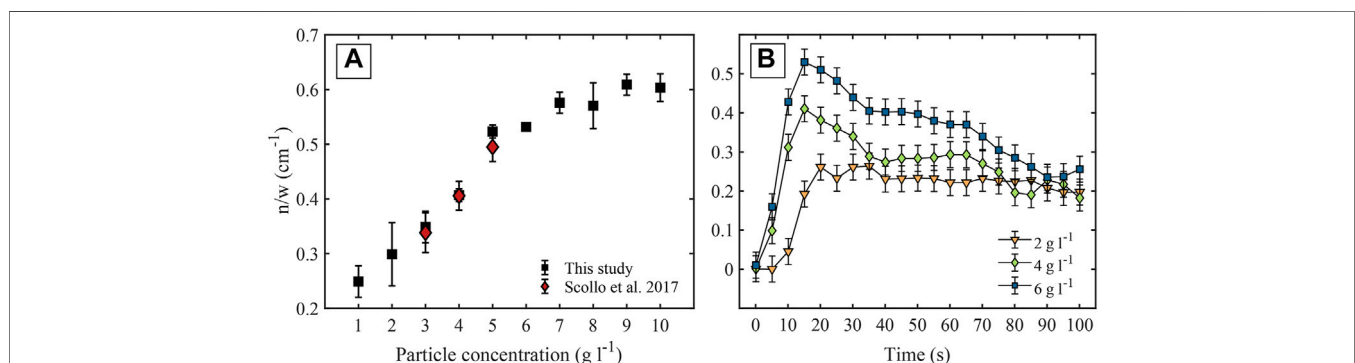 A
0.7
0.6
0.5
0.4
0.3
0.2
n/w (cm-1)
1 2 3 4 5 6 7 8 9 10
Particle concentration (g l-1)
This study
Scollo et al. 2017
B
0.5
0.4
0.3
0.2
0.1
0
0 10 20 30 40 50 60 70 80 90 100
Time (s)
2 g l-1
4 g l-1
6 g l-1